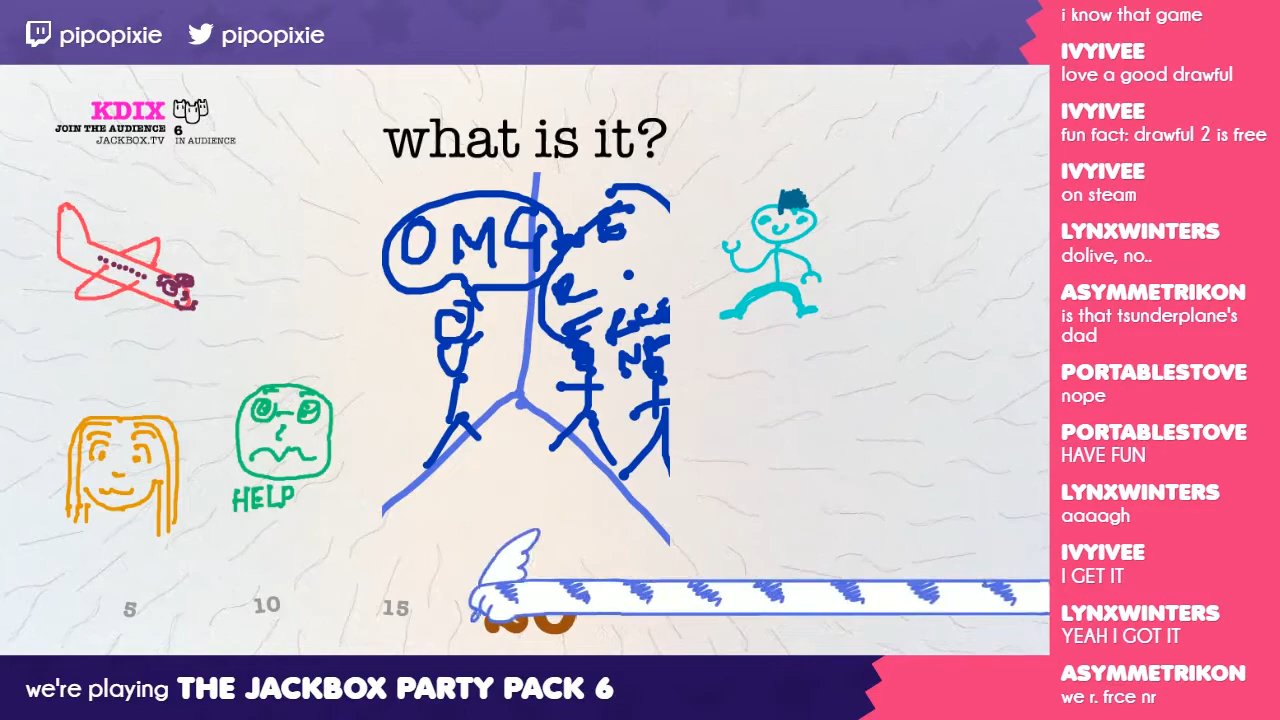 pipopixie pipopixie
KDIX
JOIN THE AUDIENCE
JACKBOX.TV
6
IN AUDIENCE
what is it?
OMG
WE
R
HELP
5 10 15
we're playing THE JACKBOX PARTY PACK 6
i know that game
IVYIVEE
love a good drawful
IVYIVEE
fun fact: drawful 2 is free
IVYIVEE
on steam
LYNXWINTERS
dolive, no..
ASYMMETRIKON
is that tsunderplane's
dad
PORTABLESTOVE
nope
PORTABLESTOVE
HAVE FUN
LYNXWINTERS
aaaagh
IVYIVEE
I GET IT
LYNXWINTERS
YEAH I GOT IT
ASYMMETRIKON
we r. frce nr